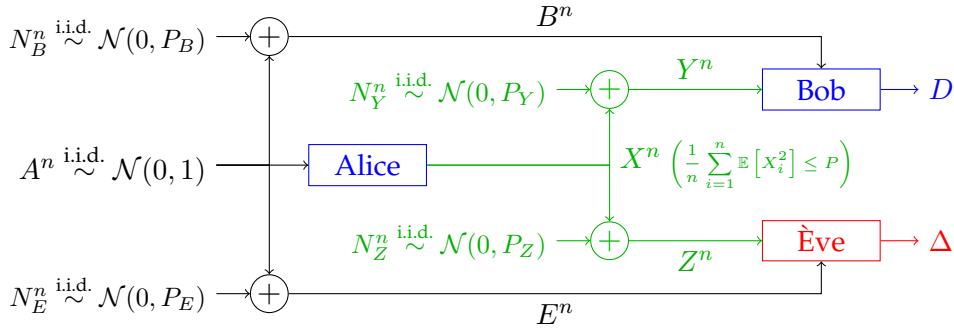 N_B^n i.i.d. ∼ 𝒩(0, P_B)
B^n
N_Y^n i.i.d. ∼ 𝒩(0, P_Y)
Y^n
Bob
D
A^n i.i.d. ∼ 𝒩(0, 1)
Alice
X^n (1/n ∑_{i=1}^n 𝔼[X_i^2] ≤ P)
N_Z^n i.i.d. ∼ 𝒩(0, P_Z)
Z^n
Ève
Δ
N_E^n i.i.d. ∼ 𝒩(0, P_E)
E^n